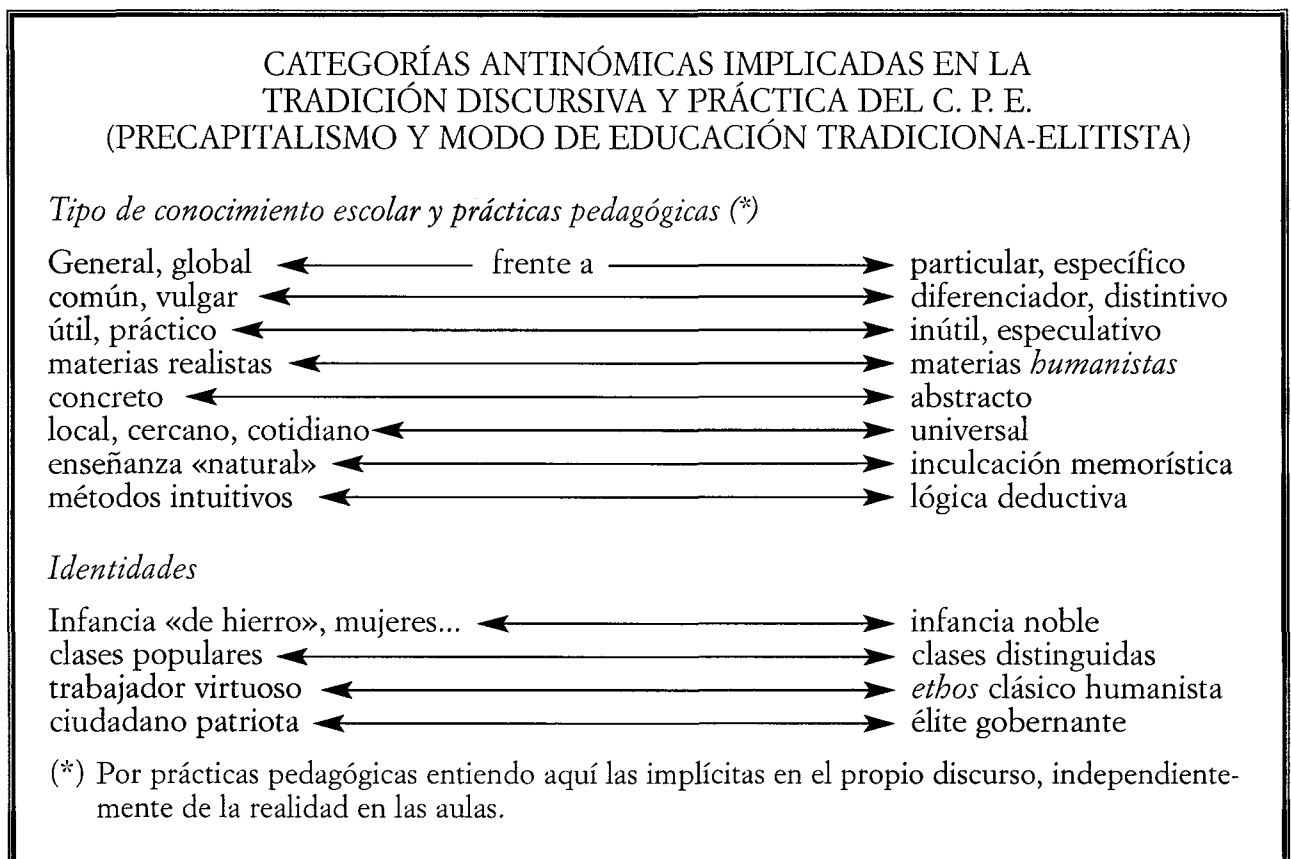 CATEGORÍAS ANTINÓMICAS IMPLICADAS EN LA
TRADICIÓN DISCURSIVA Y PRÁCTICA DEL C. P. E.
(PRECAPITALISMO Y MODO DE EDUCACIÓN TRADICIONA-ELITISTA)
Tipo de conocimiento escolar y prácticas pedagógicas (*)
General, global frente a particular, específico
común, vulgar diferenciador, distintivo
útil, práctico inútil, especulativo
materias realistas materias humanistas
concreto abstracto
local, cercano, cotidiano universal
enseñanza «natural» inculcación memorística
métodos intuitivos lógica deductiva
Identidades
Infancia «de hierro», mujeres... infancia noble
clases populares clases distinguidas
trabajador virtuoso ethos clásico humanista
ciudadano patriota élite gobernante
(*) Por prácticas pedagógicas entiendo aquí las implícitas en el propio discurso, independiente-
mente de la realidad en las aulas.